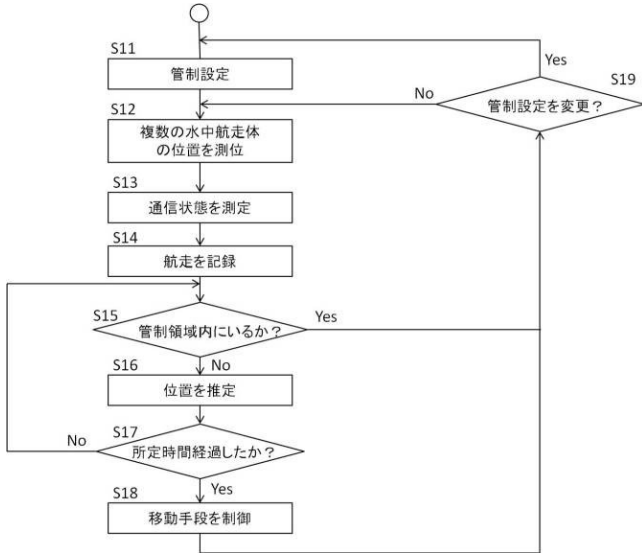 S11
管制設定
S12
複数の水中航走体
の位置を測位
S13
通信状態を測定
S14
航走を記録
S15
管制領域内にいるか？
Yes
No
S16
位置を推定
S17
所定時間経過したか？
No
Yes
S18
移動手段を制御
S19
管制設定を変更？
Yes
No